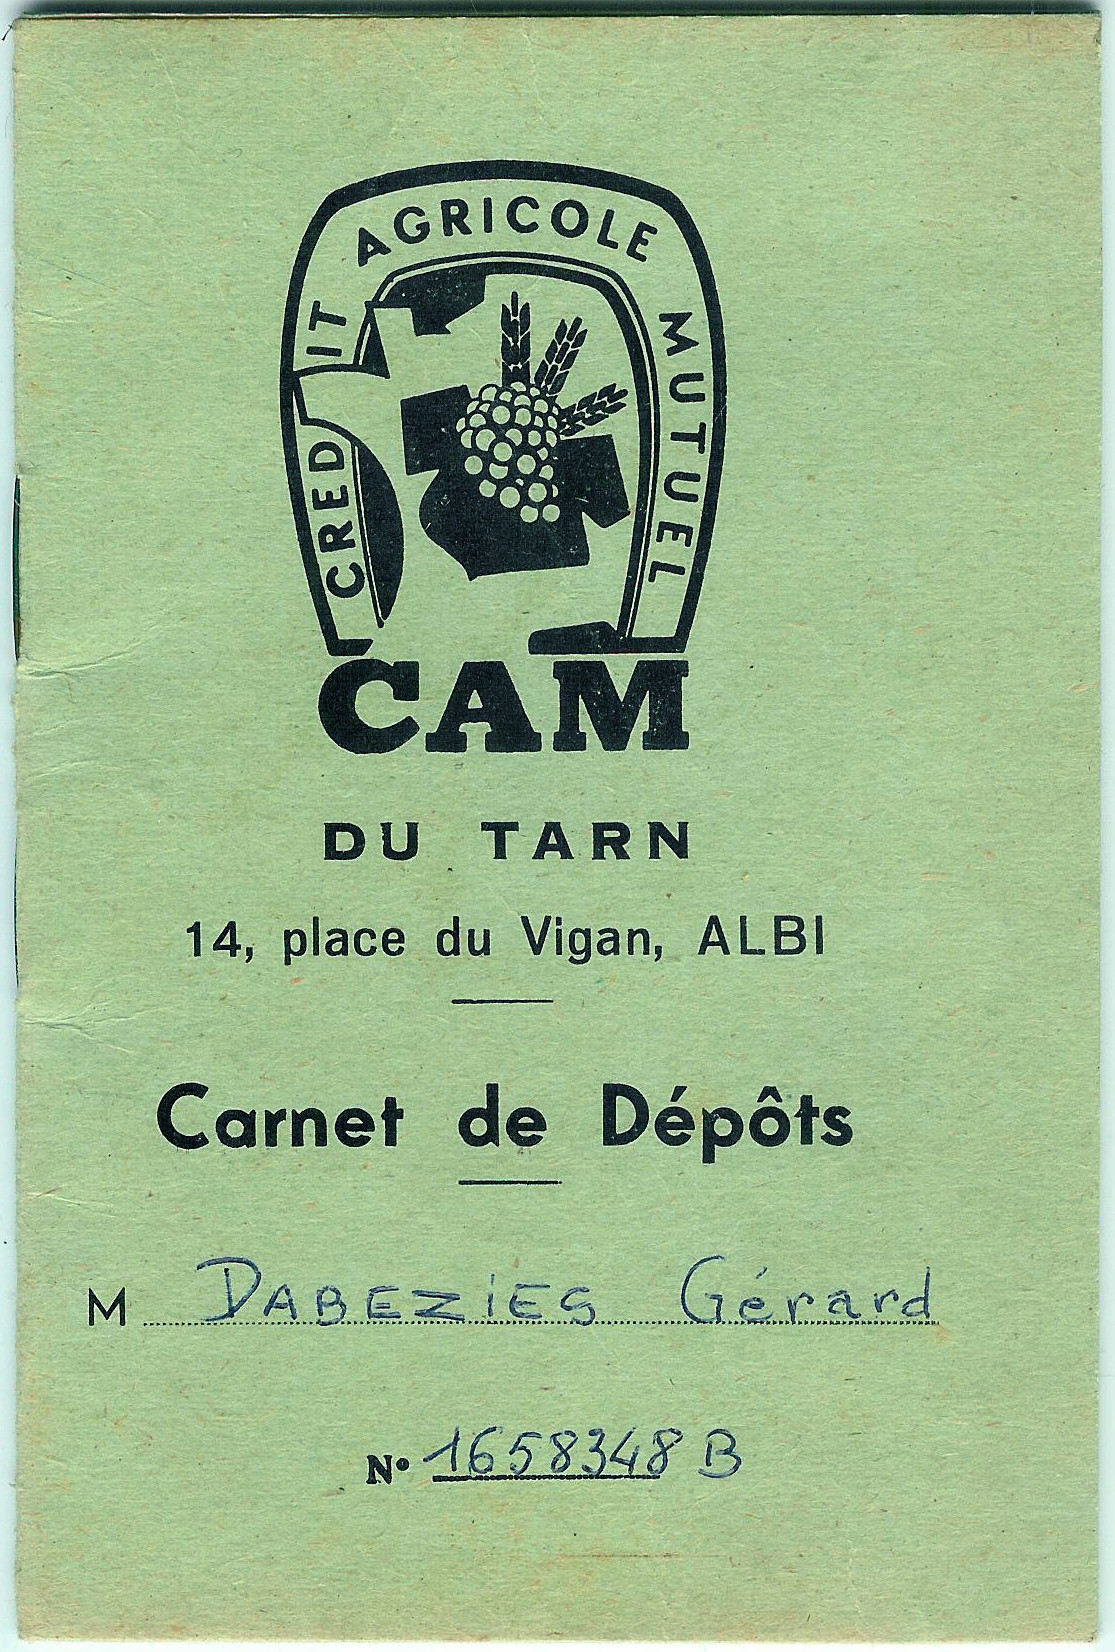 CREDIT AGRICOLE MUTUEL
CAM
DU TARN
14, place du Vigan, ALBI
Carnet de Dépôts
M DABEZIES Gérard
N° 1658348 B